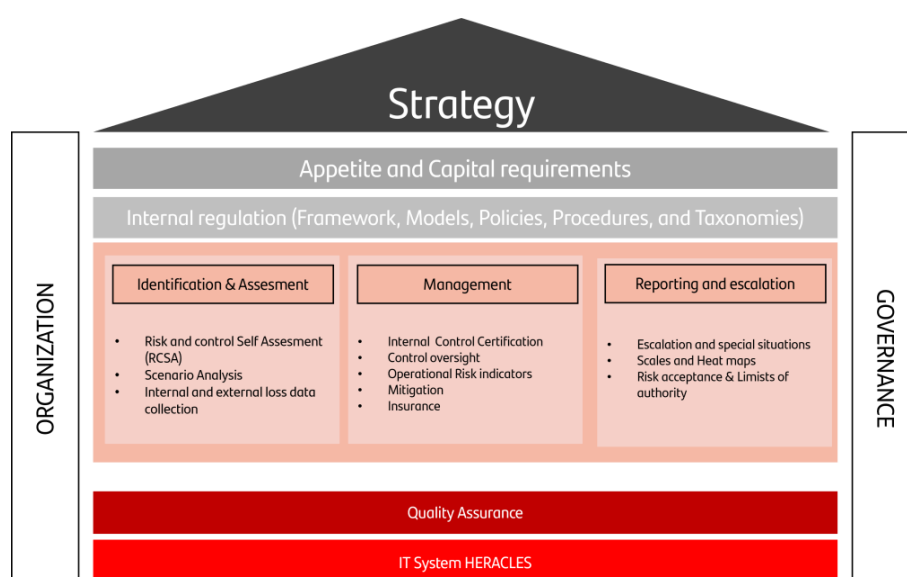 Strategy
Appetite and Capital requirements
Internal regulation (Framework, Models, Policies, Procedures, and Taxonomies)
ORGANIZATION
Identification & Assesment
• Risk and control Self Assesment
(RCSA)
• Scenario Analysis
• Internal and external loss data
collection
Management
• Internal Control Certification
• Control oversight
• Operational Risk indicators
• Mitigation
• Insurance
Reporting and escalation
• Escalation and special situations
• Scales and Heat maps
• Risk acceptance & Limists of
authority
GOVERNANCE
Quality Assurance
IT System HERACLES